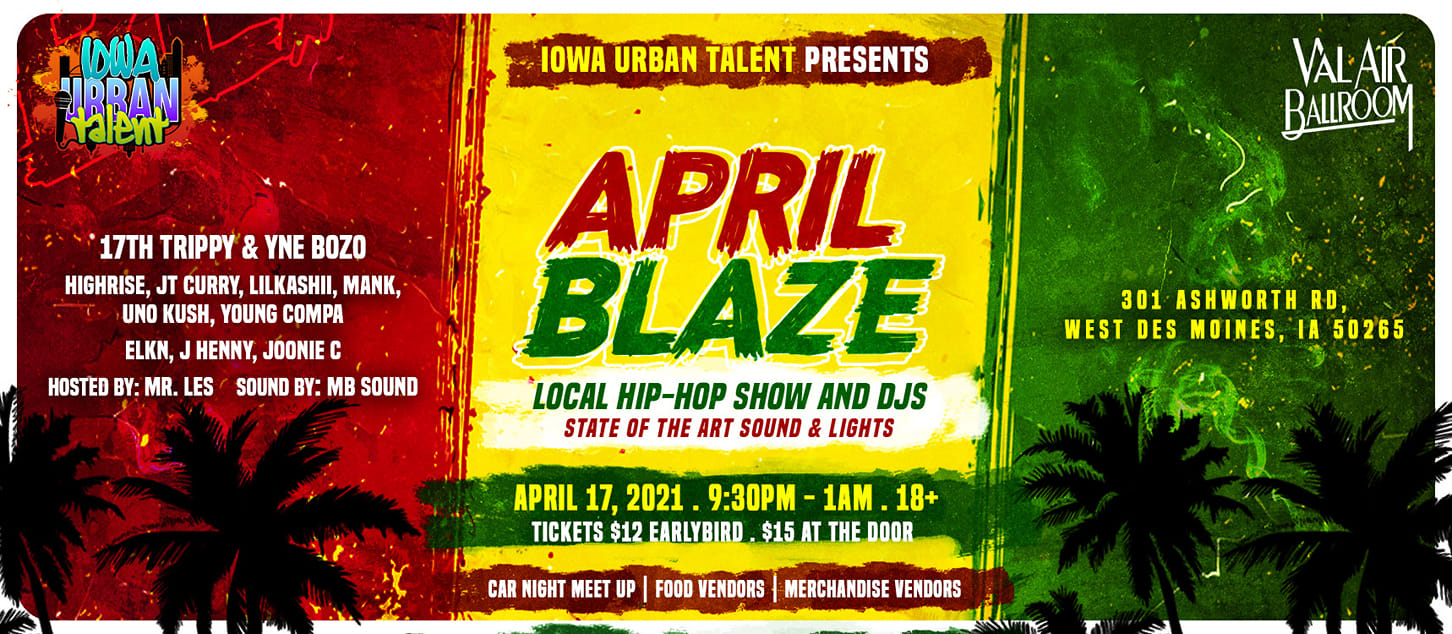 IOWA
URBAN
talent
IOWA URBAN TALENT PRESENTS
VAL AIR
BALLROOM
APRIL
BLAZE
17TH TRIPPY & YNE BOZO
HIGHRISE, JT CURRY, LILKASHII, MANK,
UNO KUSH, YOUNG COMPA
ELKN, J HENNY, JOONIE C
HOSTED BY: MR. LES SOUND BY: MB SOUND
301 ASHWORTH RD,
WEST DES MOINES, IA 50265
LOCAL HIP-HOP SHOW AND DJS
STATE OF THE ART SOUND & LIGHTS
APRIL 17, 2021 . 9:30PM - 1AM . 18+
TICKETS $12 EARLYBIRD . $15 AT THE DOOR
CAR NIGHT MEET UP | FOOD VENDORS | MERCHANDISE VENDORS